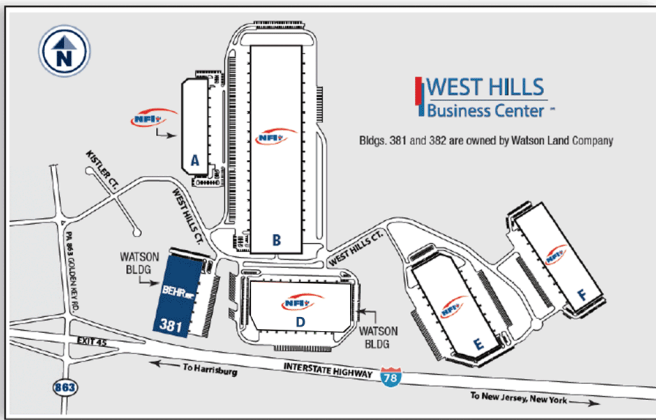 N
WEST HILLS
Business Center
Bldgs. 381 and 382 are owned by Watson Land Company
NFI
A
NFI
B
KISTLER CT.
WEST HILLS CT.
PA 863 GOLDEN KEY RD.
WATSON
BLDG
BEHR
381
WEST HILLS CT.
NFI
D
WATSON
BLDG
NFI
E
NFI
F
EXIT 45
To Harrisburg
INTERSTATE HIGHWAY
78
863
To New Jersey, New York